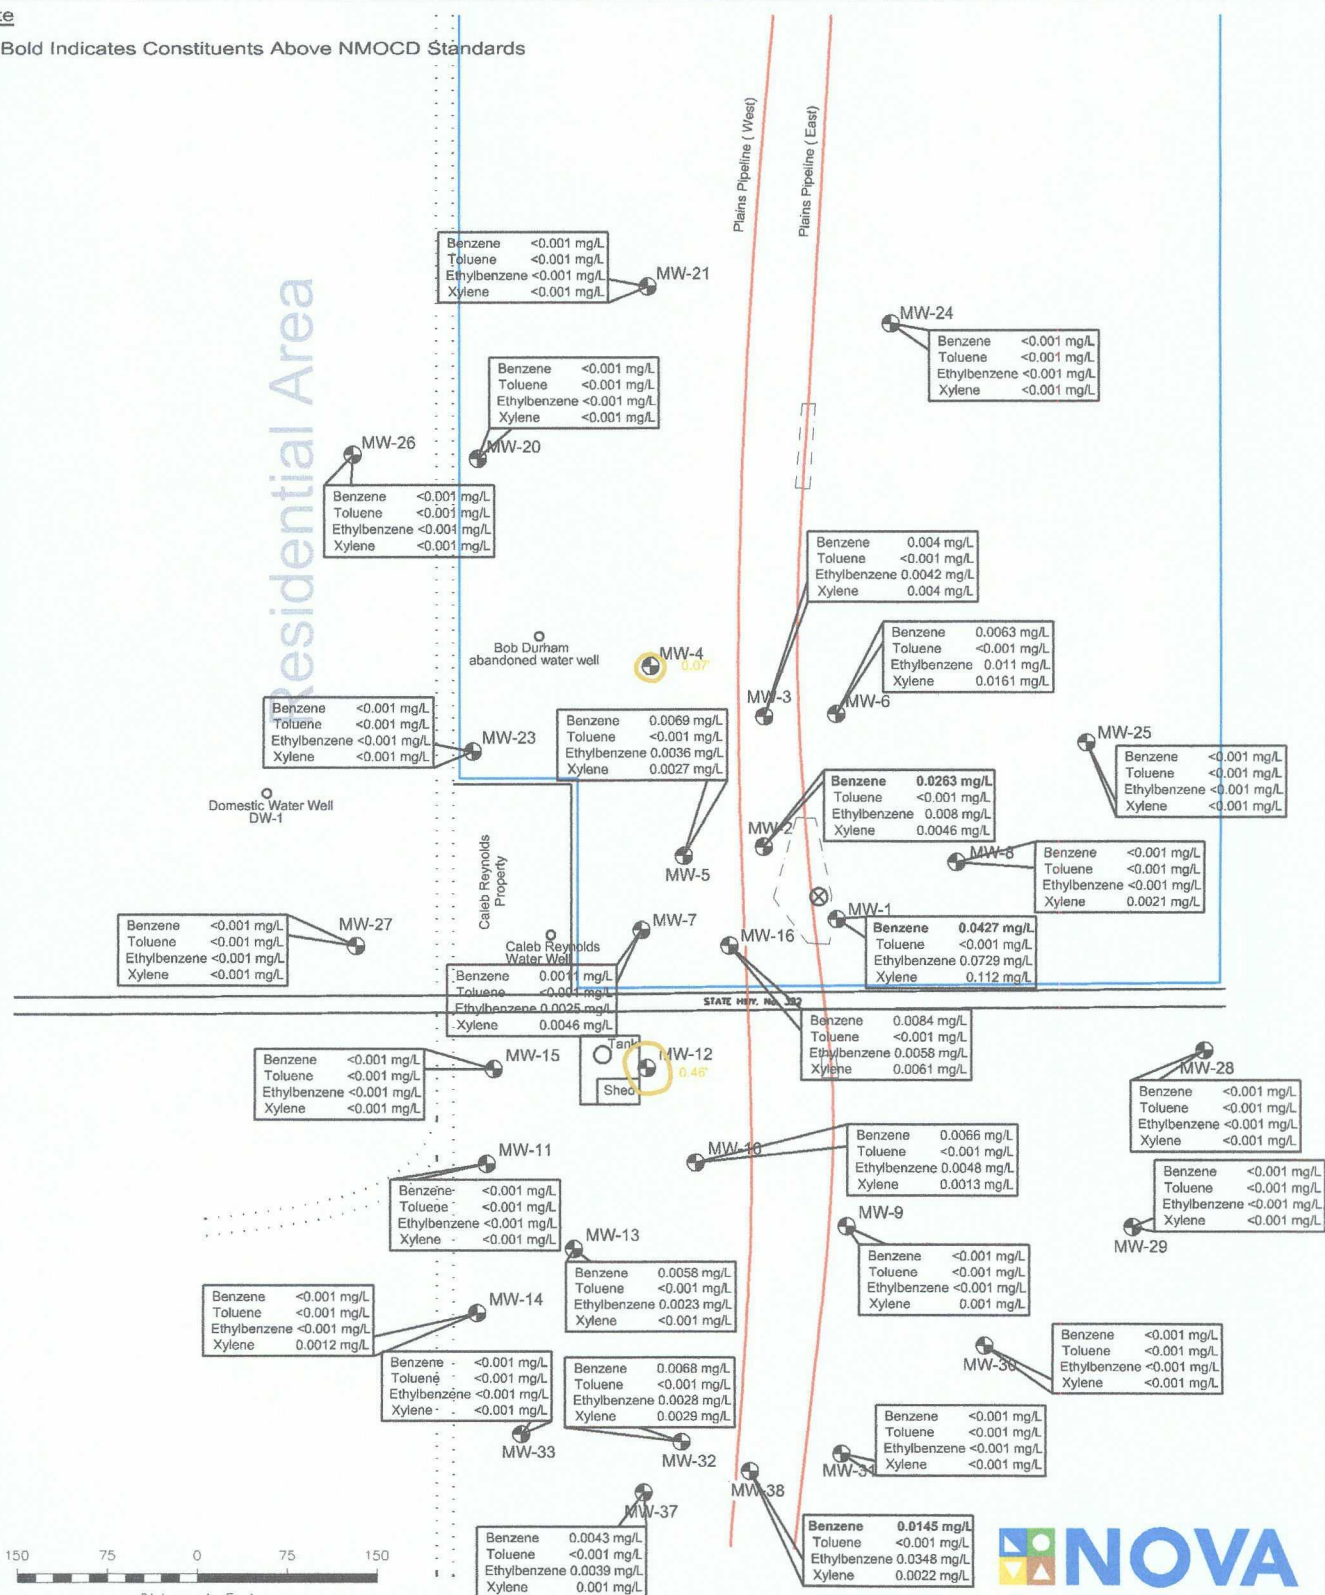 Bold Indicates Constituents Above NMOCD Standards
Plains Pipeline ( West)
Plains Pipeline ( East)
Residential Area
Benzene <0.001 mg/L
Toluene <0.001 mg/L
Ethylbenzene <0.001 mg/L
Xylene <0.001 mg/L
MW-21
MW-24
Benzene <0.001 mg/L
Toluene <0.001 mg/L
Ethylbenzene <0.001 mg/L
Xylene <0.001 mg/L
Benzene <0.001 mg/L
Toluene <0.001 mg/L
Ethylbenzene <0.001 mg/L
Xylene <0.001 mg/L
MW-20
MW-26
Benzene <0.001 mg/L
Toluene <0.001 mg/L
Ethylbenzene <0.001 mg/L
Xylene <0.001 mg/L
Benzene 0.004 mg/L
Toluene <0.001 mg/L
Ethylbenzene 0.0042 mg/L
Xylene 0.004 mg/L
MW-3
Bob Durham
abandoned water well
MW-4
0.07'
Benzene 0.0063 mg/L
Toluene <0.001 mg/L
Ethylbenzene 0.011 mg/L
Xylene 0.0161 mg/L
MW-6
Benzene <0.001 mg/L
Toluene <0.001 mg/L
Ethylbenzene <0.001 mg/L
Xylene <0.001 mg/L
MW-23
Benzene 0.0069 mg/L
Toluene <0.001 mg/L
Ethylbenzene 0.0036 mg/L
Xylene 0.0027 mg/L
MW-5
MW-25
Benzene <0.001 mg/L
Toluene <0.001 mg/L
Ethylbenzene <0.001 mg/L
Xylene <0.001 mg/L
Domestic Water Well
DW-1
Benzene 0.0263 mg/L
Toluene <0.001 mg/L
Ethylbenzene 0.008 mg/L
Xylene 0.0046 mg/L
MW-2
MW-8
Benzene <0.001 mg/L
Toluene <0.001 mg/L
Ethylbenzene <0.001 mg/L
Xylene 0.0021 mg/L
Caleb Reynolds
Property
Caleb Reynolds
Water Well
MW-1
Benzene 0.0427 mg/L
Toluene <0.001 mg/L
Ethylbenzene 0.0729 mg/L
Xylene 0.112 mg/L
Benzene <0.001 mg/L
Toluene <0.001 mg/L
Ethylbenzene <0.001 mg/L
Xylene <0.001 mg/L
MW-27
MW-7
Benzene 0.0011 mg/L
Toluene <0.001 mg/L
Ethylbenzene 0.0025 mg/L
Xylene 0.0046 mg/L
MW-16
Benzene 0.0084 mg/L
Toluene <0.001 mg/L
Ethylbenzene 0.0058 mg/L
Xylene 0.0061 mg/L
STATE HWY. No.
Benzene <0.001 mg/L
Toluene <0.001 mg/L
Ethylbenzene <0.001 mg/L
Xylene <0.001 mg/L
MW-15
Tank
Shed
MW-12
0.46'
MW-28
Benzene <0.001 mg/L
Toluene <0.001 mg/L
Ethylbenzene <0.001 mg/L
Xylene <0.001 mg/L
MW-11
Benzene <0.001 mg/L
Toluene <0.001 mg/L
Ethylbenzene <0.001 mg/L
Xylene <0.001 mg/L
MW-10
Benzene 0.0066 mg/L
Toluene <0.001 mg/L
Ethylbenzene 0.0048 mg/L
Xylene 0.0013 mg/L
Benzene <0.001 mg/L
Toluene <0.001 mg/L
Ethylbenzene <0.001 mg/L
Xylene <0.001 mg/L
MW-29
MW-13
Benzene 0.0058 mg/L
Toluene <0.001 mg/L
Ethylbenzene 0.0023 mg/L
Xylene <0.001 mg/L
MW-9
Benzene <0.001 mg/L
Toluene <0.001 mg/L
Ethylbenzene <0.001 mg/L
Xylene 0.001 mg/L
Benzene <0.001 mg/L
Toluene <0.001 mg/L
Ethylbenzene <0.001 mg/L
Xylene 0.0012 mg/L
MW-14
Benzene <0.001 mg/L
Toluene <0.001 mg/L
Ethylbenzene <0.001 mg/L
Xylene <0.001 mg/L
MW-33
Benzene 0.0068 mg/L
Toluene <0.001 mg/L
Ethylbenzene 0.0028 mg/L
Xylene 0.0029 mg/L
MW-32
MW-30
Benzene <0.001 mg/L
Toluene <0.001 mg/L
Ethylbenzene <0.001 mg/L
Xylene <0.001 mg/L
Benzene <0.001 mg/L
Toluene <0.001 mg/L
Ethylbenzene <0.001 mg/L
Xylene <0.001 mg/L
MW-31
MW-37
Benzene 0.0043 mg/L
Toluene <0.001 mg/L
Ethylbenzene 0.0039 mg/L
Xylene 0.001 mg/L
MW-38
Benzene 0.0145 mg/L
Toluene <0.001 mg/L
Ethylbenzene 0.0348 mg/L
Xylene 0.0022 mg/L
150 75 0 75 150
NOVA